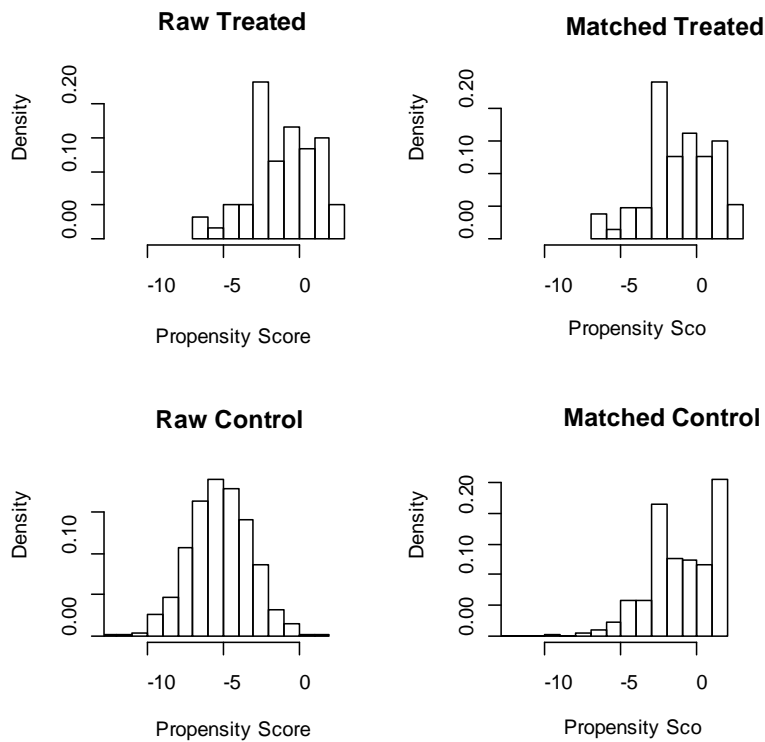 Raw Treated
Density
0.00 0.10 0.20
-10 -5 0
Propensity Score
Matched Treated
Density
0.00 0.10 0.20
-10 -5 0
Propensity Sco
Raw Control
Density
0.00 0.10
-10 -5 0
Propensity Score
Matched Control
Density
0.00 0.10 0.20
-10 -5 0
Propensity Sco